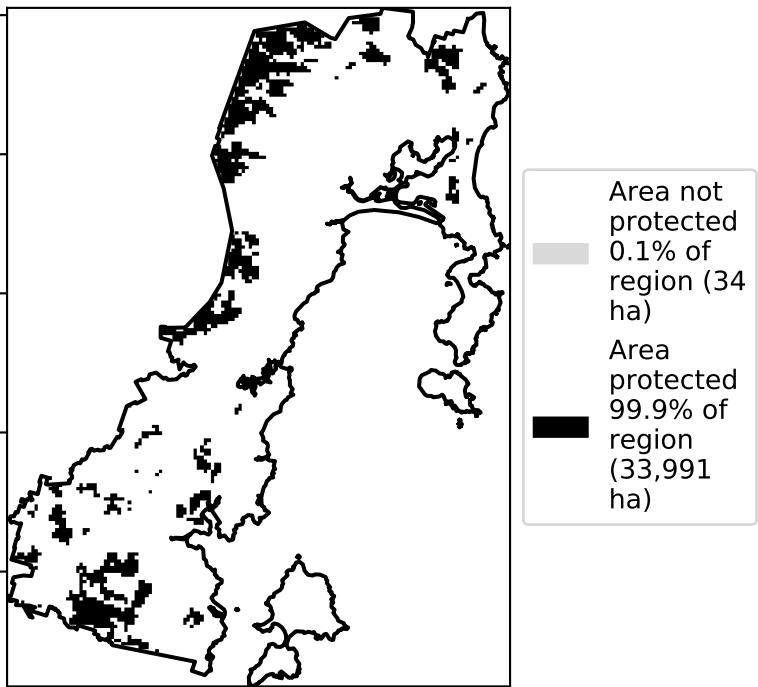 Area not
protected
0.1% of
region (34
ha)
Area
protected
99.9% of
region
(33,991
ha)